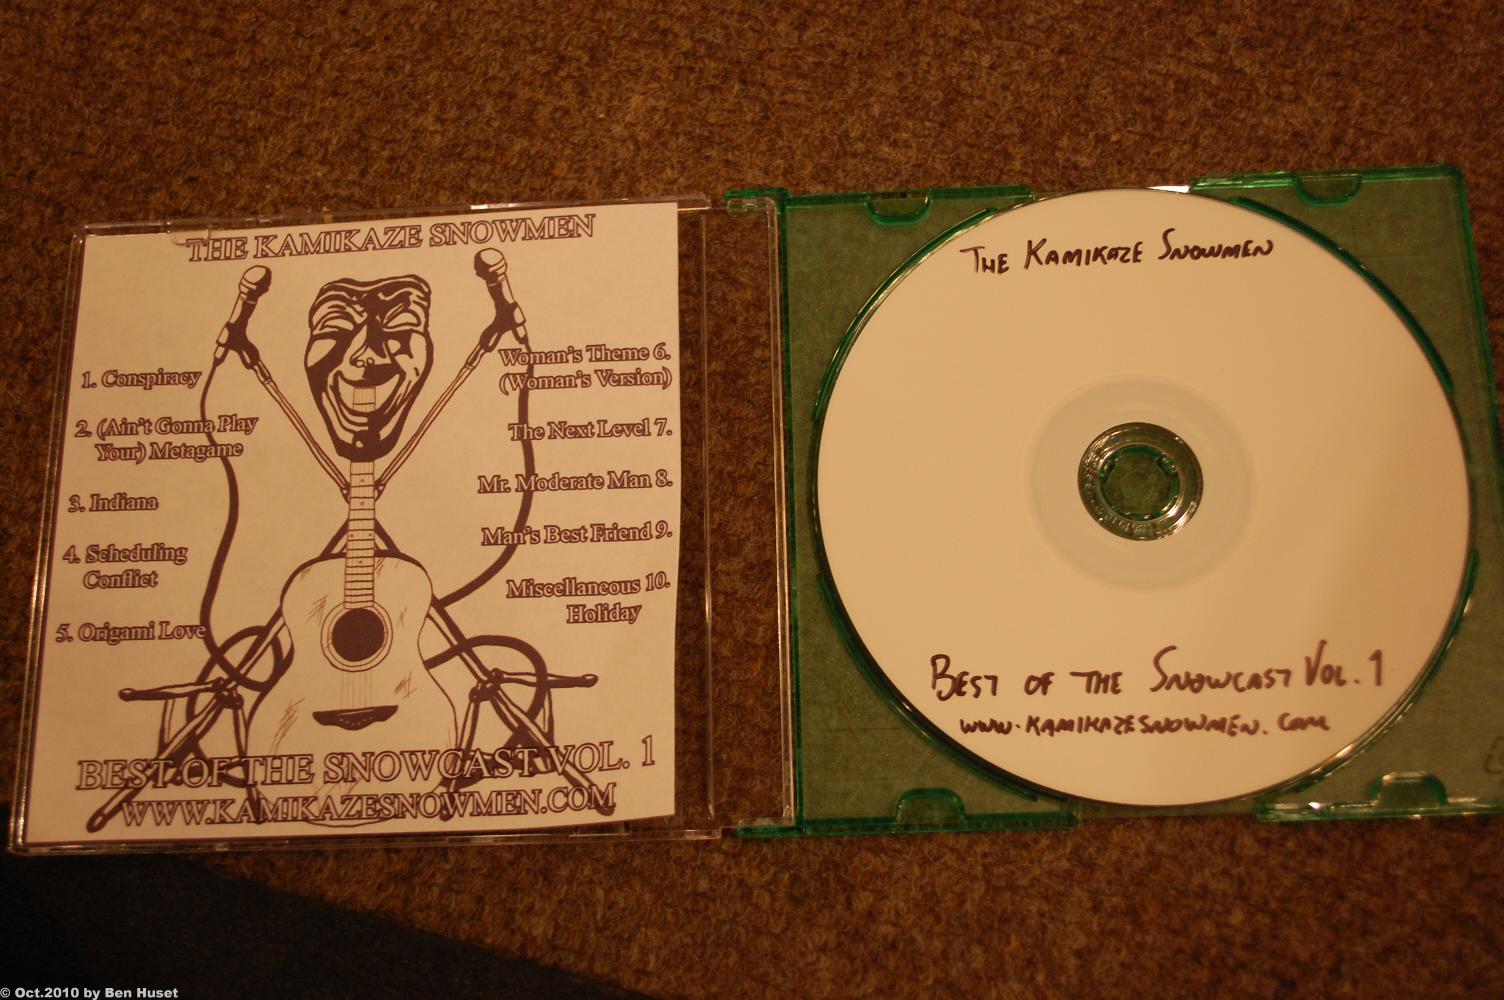 THE KAMIKAZE SNOWMEN
1. Conspiracy
2. (Ain't Gonna Play
Your) Metagame
3. Indiana
4. Scheduling
Conflict
5. Origami Love
Woman's Theme 6.
(Woman's Version)
The Next Level 7.
Mr. Moderate Man 8.
Man's Best Friend 9.
Miscellaneous 10.
Holiday
BEST OF THE SNOWCAST VOL. 1
WWW.KAMIKAZESNOWMEN.COM
THE KAMIKAZE SNOWMEN
BEST OF THE SNOWCAST VOL. 1
WWW.KAMIKAZESNOWMEN.COM
© Oct.2010 by Ben Huset